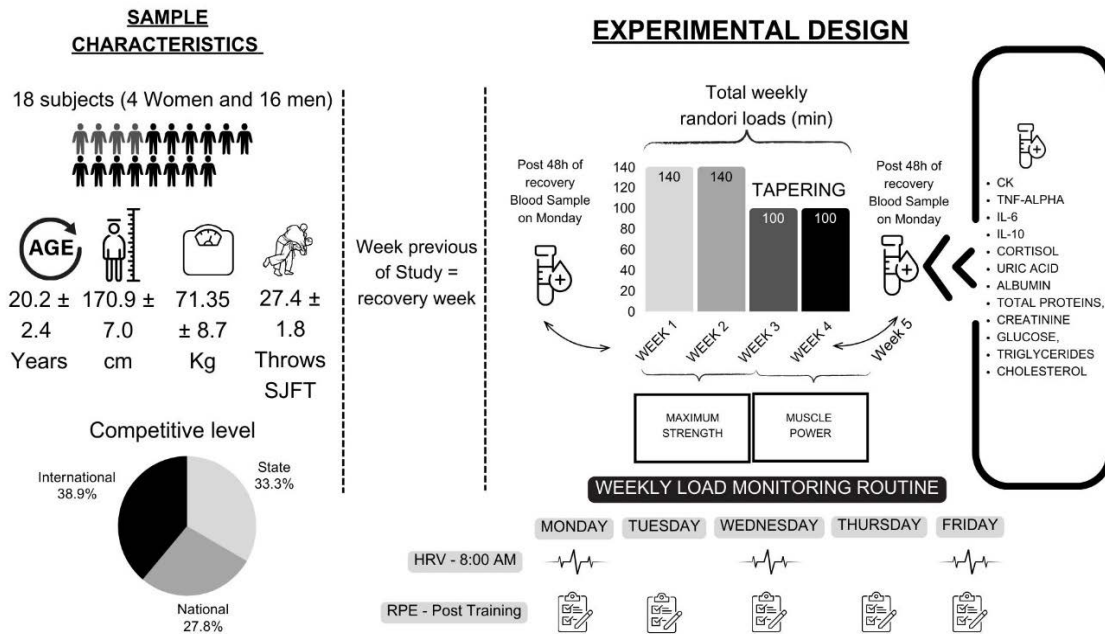 SAMPLE
CHARACTERISTICS
18 subjects (4 Women and 16 men)
AGE
20.2 ±
2.4
Years
170.9 ±
7.0
cm
71.35
± 8.7
Kg
27.4 ±
1.8
Throws
SJFT
Competitive level
International
38.9%
State
33.3%
National
27.8%
Week previous
of Study =
recovery week
EXPERIMENTAL DESIGN
Total weekly
randori loads (min)
Post 48h of
recovery
Blood Sample
on Monday
140
120
100
80
60
40
20
0
140
140
TAPERING
100
100
WEEK 1
WEEK 2
WEEK 3
WEEK 4
Week 5
Post 48h of
recovery
Blood Sample
on Monday
MAXIMUM
STRENGTH
MUSCLE
POWER
• CK
• TNF-ALPHA
• IL-6
• IL-10
• CORTISOL
• URIC ACID
• ALBUMIN
• TOTAL PROTEINS,
• CREATININE
• GLUCOSE,
• TRIGLYCERIDES
• CHOLESTEROL
WEEKLY LOAD MONITORING ROUTINE
MONDAY TUESDAY WEDNESDAY THURSDAY FRIDAY
HRV - 8:00 AM
RPE - Post Training